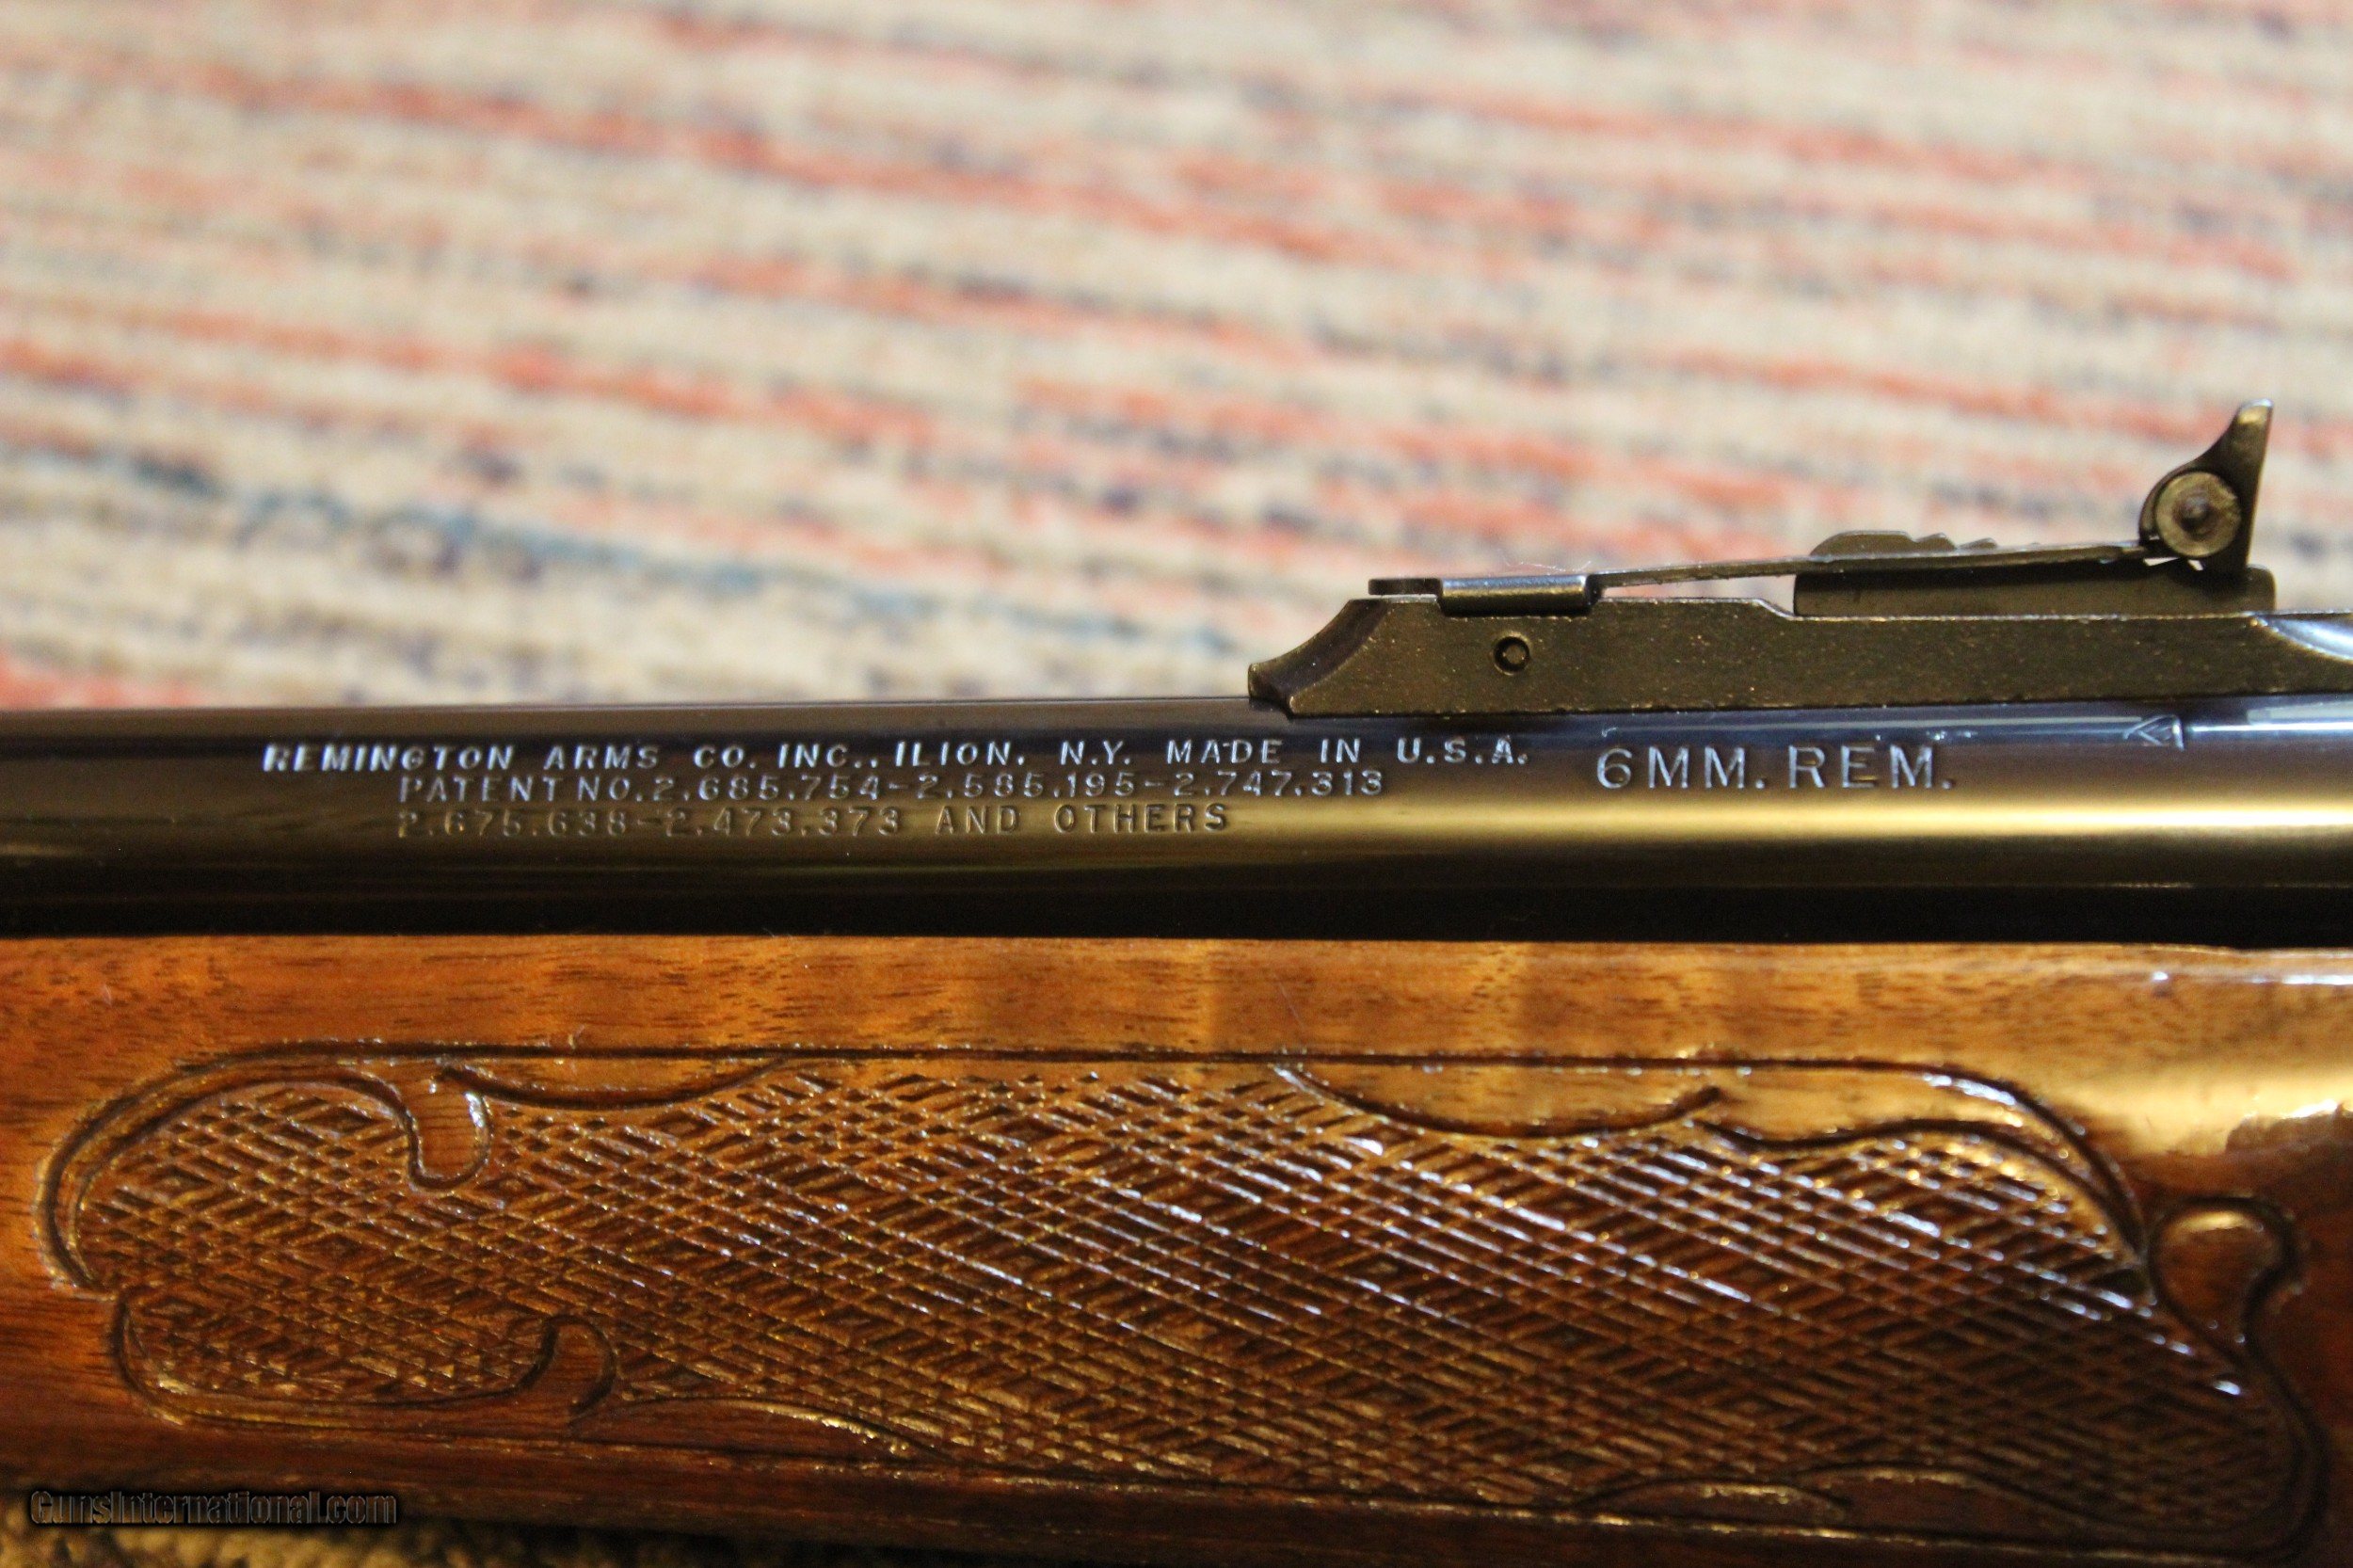 REMINGTON ARMS CO. INC., ILION, N.Y. MADE IN U.S.A.
6MM. REM.
PATENT NO. 2,685,754-2,585,195-2,747,313
2,675,638-2,473,373 AND OTHERS
GunsInternational.com